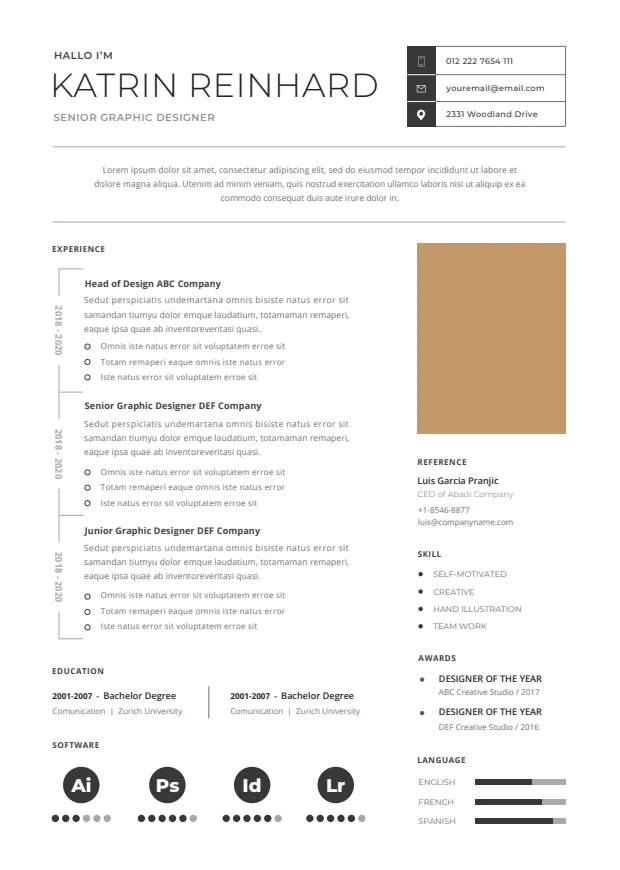 HALLO I'M
KATRIN REINHARD
SENIOR GRAPHIC DESIGNER
012 222 7654 111
youremail@email.com
2331 Woodland Drive
Lorem ipsum dolor sit amet, consectetur adipiscing elit, sed do eiusmod tempor incididunt ut labore et
dolore magna aliqua. Utenim ad minim veniam, quis nostrud exercitation ullamco laboris nisi ut aliquip ex ea
commodo consequat duis aute irure dolor in.
EXPERIENCE
2018 - 2020
Head of Design ABC Company
Sedut perspiciatis undemartana omnis bisiste natus error sit
samandan tiumyu dolor emque laudatium, totamaman remaperi,
eaque ipsa quae ab inventoreveritasi quasi.
Omnis iste natus error sit voluptatem erroe sit
Totam remaperi eaque omnis iste natus error
Iste natus error sit voluptatem erroe sit
2018 - 2020
Senior Graphic Designer DEF Company
Sedut perspiciatis undemartana omnis bisiste natus error sit
samandan tiumyu dolor emque laudatium, totamaman remaperi,
eaque ipsa quae ab inventoreveritasi quasi.
Omnis iste natus error sit voluptatem erroe sit
Totam remaperi eaque omnis iste natus error
Iste natus error sit voluptatem erroe sit
2018 - 2020
Junior Graphic Designer DEF Company
Sedut perspiciatis undemartana omnis bisiste natus error sit
samandan tiumyu dolor emque laudatium, totamaman remaperi,
eaque ipsa quae ab inventoreveritasi quasi.
Omnis iste natus error sit voluptatem erroe sit
Totam remaperi eaque omnis iste natus error
Iste natus error sit voluptatem erroe sit
EDUCATION
2001-2007 - Bachelor Degree
Comunication | Zurich University
2001-2007 - Bachelor Degree
Comunication | Zurich University
SOFTWARE
Ai
Ps
Id
Lr
REFERENCE
Luis Garcia Pranjic
CEO of Abadi Company
+1-8546-8877
luis@companyname.com
SKILL
SELF-MOTIVATED
CREATIVE
HAND ILLUSTRATION
TEAM WORK
AWARDS
DESIGNER OF THE YEAR
ABC Creative Studio / 2017
DESIGNER OF THE YEAR
DEF Creative Studio / 2016
LANGUAGE
ENGLISH
FRENCH
SPANISH